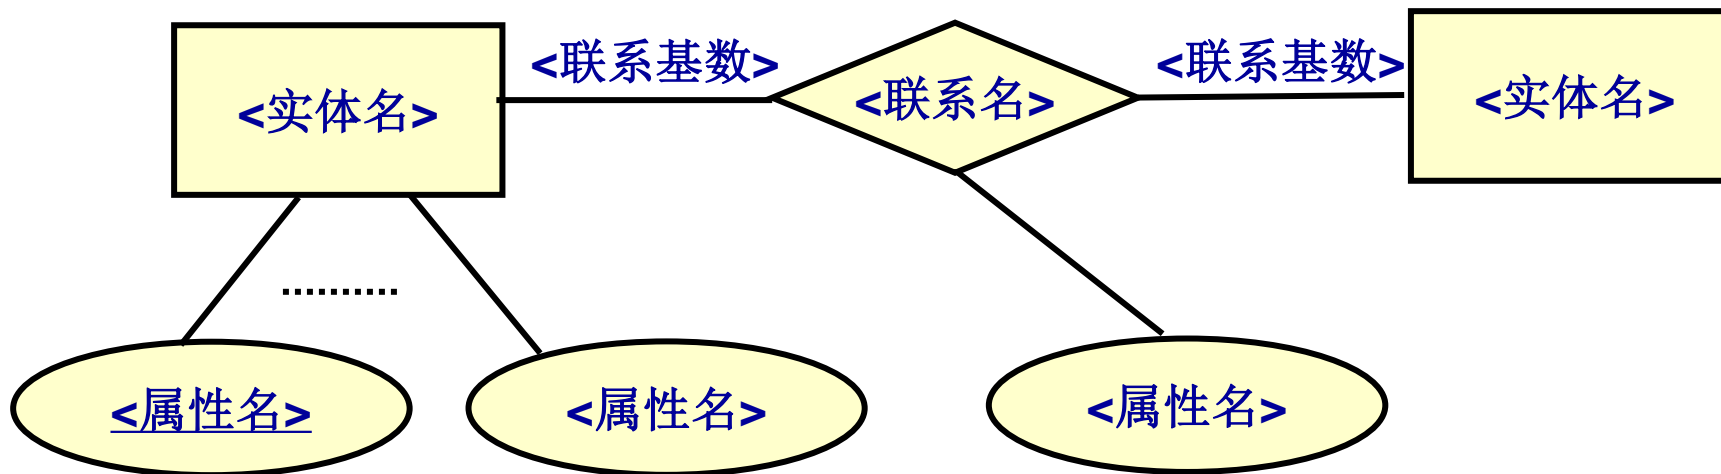 <实体名>
<联系基数>
<联系名>
<联系基数>
<实体名>
............
<属性名>
<属性名>
<属性名>